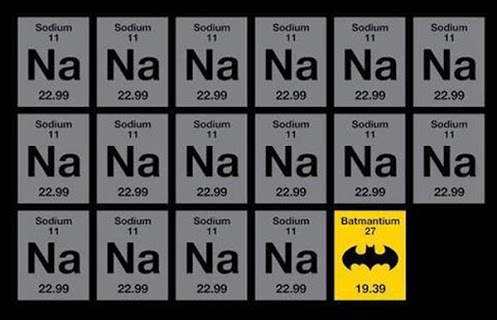 Sodium Sodium Sodium Sodium Sodium Sodium
11 11 11 11 11 11
Na Na Na Na Na Na
22.99 22.99 22.99 22.99 22.99 22.99
Sodium Sodium Sodium Sodium Sodium Sodium
11 11 11 11 11 11
Na Na Na Na Na Na
22.99 22.99 22.99 22.99 22.99 22.99
Sodium Sodium Sodium Sodium Batmantium
11 11 11 11 27
Na Na Na Na
22.99 22.99 22.99 22.99 19.39